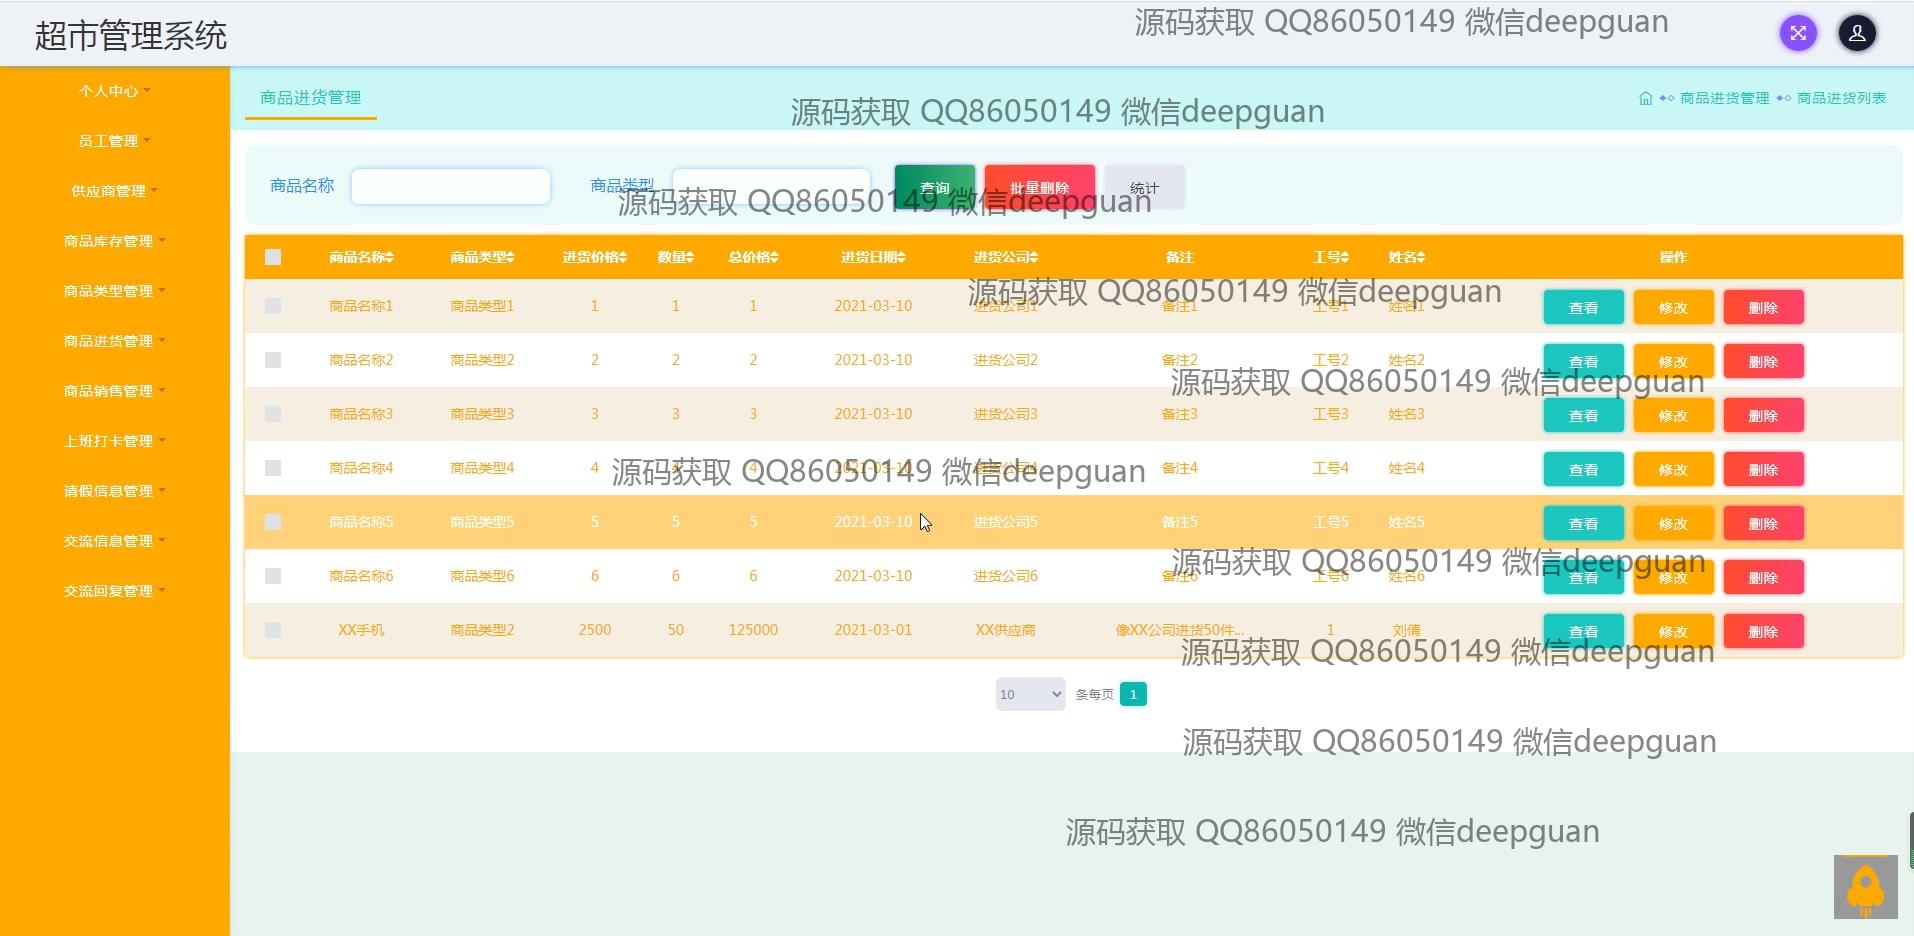 超市管理系统
源码获取 QQ86050149 微信deepguan
个人中心
员工管理
供应商管理
商品库存管理
商品类型管理
商品进货管理
商品销售管理
上班打卡管理
请假信息管理
交流信息管理
交流回复管理
商品进货管理
商品进货管理 商品进货列表
源码获取 QQ86050149 微信deepguan
商品名称 商品类型 查询 批量删除 统计
源码获取 QQ86050149 微信deepguan
商品名称 商品类型 进货价格 数量 总价格 进货日期 进货公司 备注 工号 姓名 操作
源码获取 QQ86050149 微信deepguan
商品名称1 商品类型1 1 1 1 2021-03-10 进货公司1 备注1 工号1 姓名1 查看 修改 删除
商品名称2 商品类型2 2 2 2 2021-03-10 进货公司2 备注2 工号2 姓名2 查看 修改 删除
源码获取 QQ86050149 微信deepguan
商品名称3 商品类型3 3 3 3 2021-03-10 进货公司3 备注3 工号3 姓名3 查看 修改 删除
商品名称4 商品类型4 4 4 4 2021-03-10 进货公司4 备注4 工号4 姓名4 查看 修改 删除
源码获取 QQ86050149 微信deepguan
商品名称5 商品类型5 5 5 5 2021-03-10 进货公司5 备注5 工号5 姓名5 查看 修改 删除
源码获取 QQ86050149 微信deepguan
商品名称6 商品类型6 6 6 6 2021-03-10 进货公司6 备注6 工号6 姓名6 查看 修改 删除
XX手机 商品类型2 2500 50 125000 2021-03-01 XX供应商 像XX公司进货50件... 1 刘倩 查看 修改 删除
源码获取 QQ86050149 微信deepguan
10 条每页 1
源码获取 QQ86050149 微信deepguan
源码获取 QQ86050149 微信deepguan